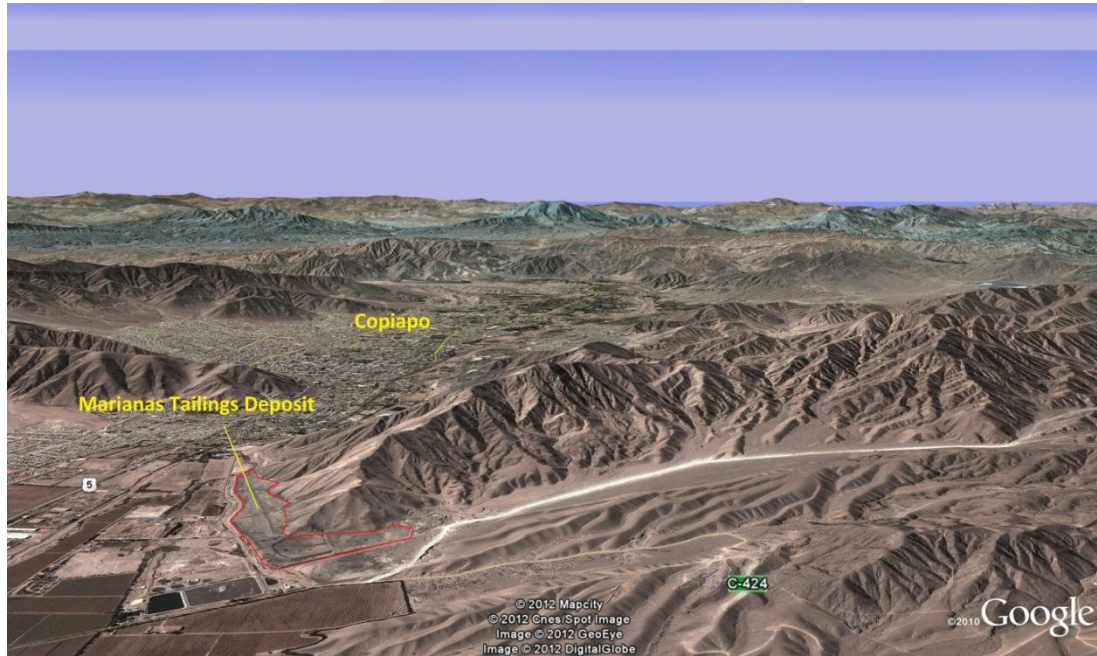 Copiapo
Marianas Tailings Deposit
5
C-424
© 2012 Mapcity
© 2012 Cnes/Spot Image
Image © 2012 GeoEye
Image © 2012 DigitalGlobe
©2010 Google